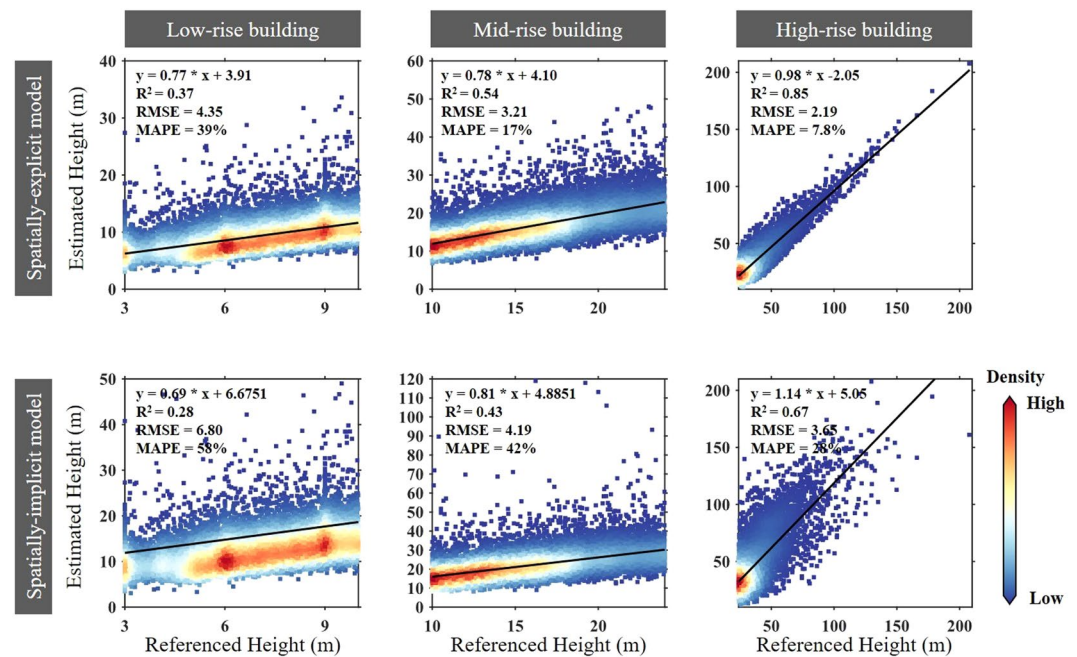 Low-rise building
Mid-rise building
High-rise building
Spatially-explicit model
Estimated Height (m)
40
30
20
10
0
y = 0.77 * x + 3.91
R² = 0.37
RMSE = 4.35
MAPE = 39%
3
6
9
60
50
40
30
20
10
0
y = 0.78 * x + 4.10
R² = 0.54
RMSE = 3.21
MAPE = 17%
10
15
20
200
150
100
50
y = 0.98 * x -2.05
R² = 0.85
RMSE = 2.19
MAPE = 7.8%
50
100
150
200
Spatially-implicit model
Estimated Height (m)
50
40
30
20
10
0
y = 0.69 * x + 6.6751
R² = 0.28
RMSE = 6.80
MAPE = 58%
3
6
9
Referenced Height (m)
120
110
100
90
80
70
60
50
40
30
20
10
0
y = 0.81 * x + 4.8851
R² = 0.43
RMSE = 4.19
MAPE = 42%
10
15
20
Referenced Height (m)
200
150
100
50
y = 1.14 * x + 5.05
R² = 0.67
RMSE = 3.65
MAPE = 28%
50
100
150
200
Referenced Height (m)
Density
High
Low